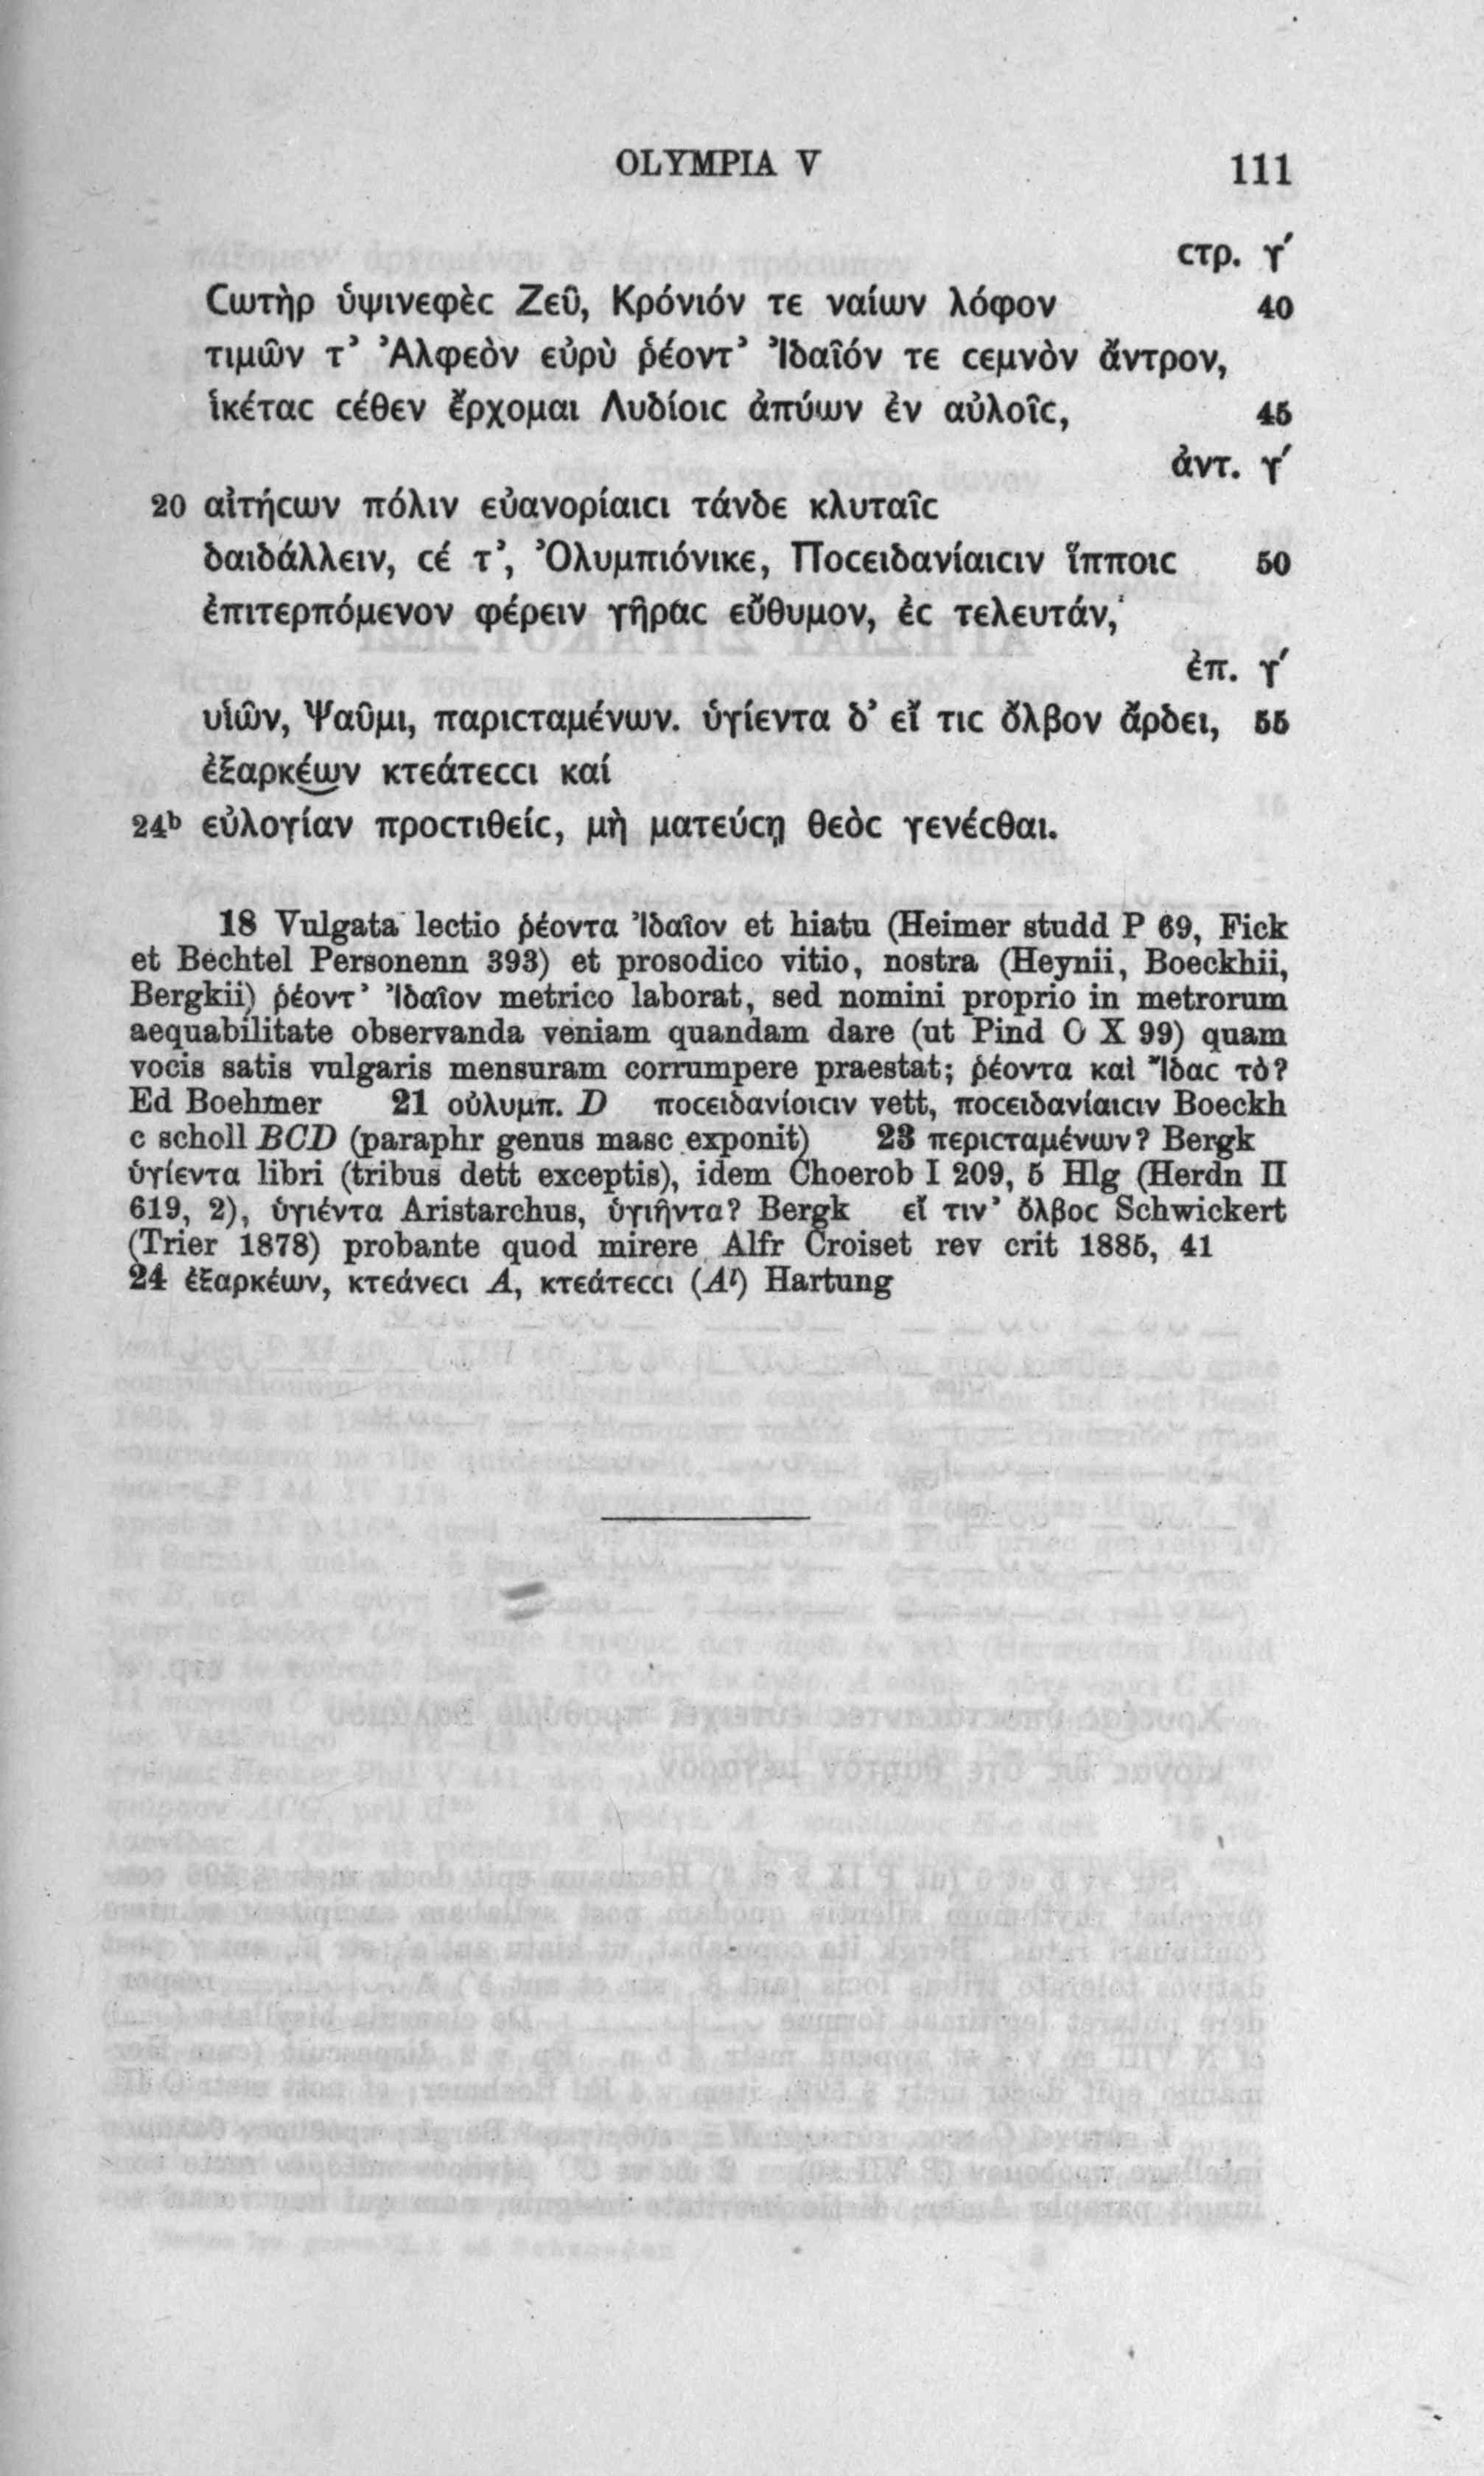 OLYMPIA V 111
ϲτρ. γ′
Ϲωτὴρ ὑψινεφὲϲ Ζεῦ, Κρόνιόν τε ναίων λόφον 40
τιμῶν τ’ Ἀλφεὸν εὐρὺ ῥέοντ’ Ἰδαῖόν τε ϲεμνὸν ἄντρον,
ἱκέταϲ ϲέθεν ἔρχομαι Λυδίοιϲ ἀπύων ἐν αὐλοῖϲ, 45
ἀντ. γ′
20 αἰτήϲων πόλιν εὐανορίαιϲι τάνδε κλυταῖϲ
δαιδάλλειν, ϲέ τ’, Ὀλυμπιόνικε, Ποϲειδανίαιϲιν ἵπποιϲ 50
ἐπιτερπόμενον φέρειν γῆραϲ εὔθυμον, ἐϲ τελευτάν,
ἐπ. γ′
υἱῶν, Ψαῦμι, παριϲταμένων. ὑγίεντα δ’ εἴ τιϲ ὄλβον ἄρδει, 55
ἐξαρκέων κτεάτεϲϲι καί
24b εὐλογίαν προϲτιθείϲ, μὴ ματεύϲῃ θεὸϲ γενέϲθαι.
18 Vulgata lectio ῥέοντα Ἰδαῖον et hiatu (Heimer studd P 69, Fick
et Bechtel Personenn 393) et prosodico vitio, nostra (Heynii, Boeckhii,
Bergkii) ῥέοντ’ Ἰδαῖον metrico laborat, sed nomini proprio in metrorum
aequabilitate observanda veniam quandam dare (ut Pind O X 99) quam
vocis satis vulgaris mensuram corrumpere praestat; ῥέοντα καὶ Ἴδαϲ τὸ?
Ed Boehmer 21 οὐλυμπ. D ποϲειδανίοιϲιν vett, ποϲειδανίαιϲιν Boeckh
c scholl BCD (paraphr genus masc exponit) 23 περιϲταμένων? Bergk
ὑγίεντα libri (tribus dett exceptis), idem Choerob I 209, 5 Hlg (Herdn II
619, 2), ὑγιέντα Aristarchus, ὑγιῆντα? Bergk εἴ τιν’ ὄλβοϲ Schwickert
(Trier 1878) probante quod mirere Alfr Croiset rev crit 1885, 41
24 ἐξαρκέων, κτεάνεϲι A, κτεάτεϲϲι (Al) Hartung